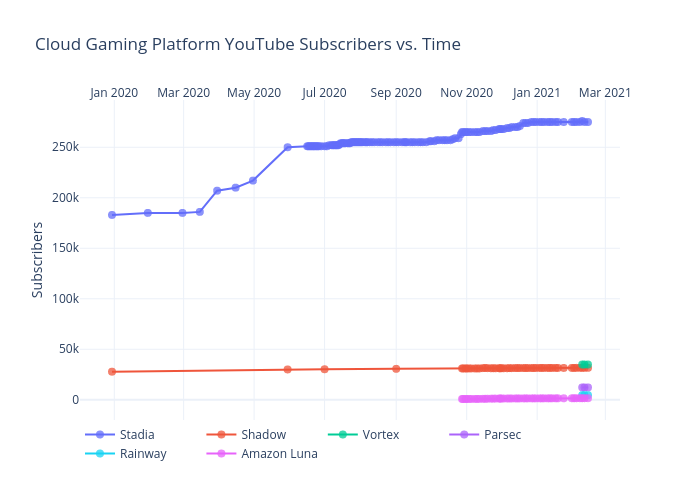 Cloud Gaming Platform YouTube Subscribers vs. Time
Jan 2020 Mar 2020 May 2020 Jul 2020 Sep 2020 Nov 2020 Jan 2021 Mar 2021
250k
200k
150k
100k
50k
0
Subscribers
Stadia Shadow Vortex Parsec
Rainway Amazon Luna